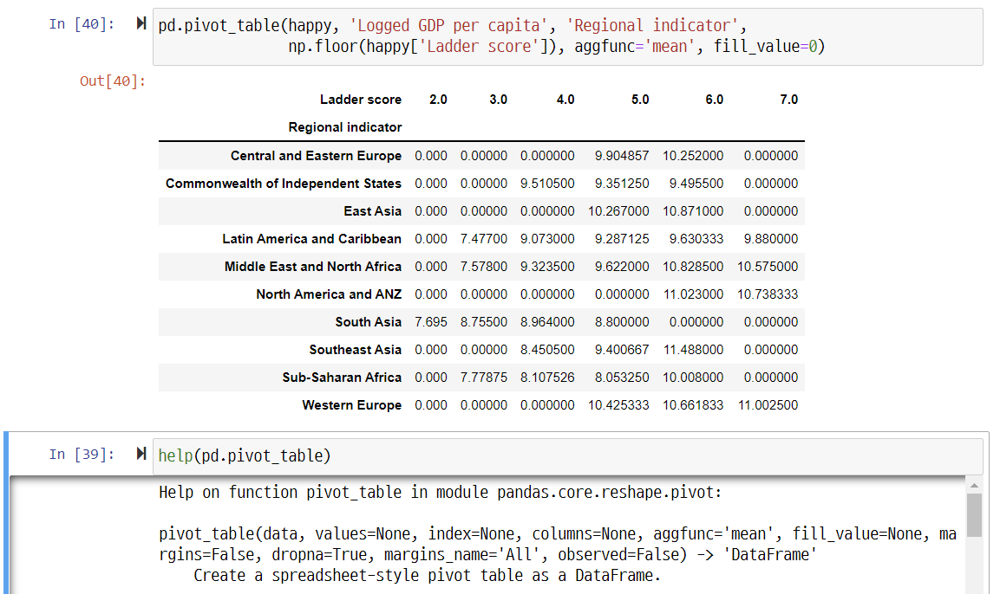 In [40]: pd.pivot_table(happy, 'Logged GDP per capita', 'Regional indicator',
np.floor(happy['Ladder score']), aggfunc='mean', fill_value=0)
Out[40]:
Ladder score 2.0 3.0 4.0 5.0 6.0 7.0
Regional indicator
Central and Eastern Europe 0.000 0.00000 0.000000 9.904857 10.252000 0.000000
Commonwealth of Independent States 0.000 0.00000 9.510500 9.351250 9.495500 0.000000
East Asia 0.000 0.00000 0.000000 10.267000 10.871000 0.000000
Latin America and Caribbean 0.000 7.47700 9.073000 9.287125 9.630333 9.880000
Middle East and North Africa 0.000 7.57800 9.323500 9.622000 10.828500 10.575000
North America and ANZ 0.000 0.00000 0.000000 0.000000 11.023000 10.738333
South Asia 7.695 8.75500 8.964000 8.800000 0.000000 0.000000
Southeast Asia 0.000 0.00000 8.450500 9.400667 11.488000 0.000000
Sub-Saharan Africa 0.000 7.77875 8.107526 8.053250 10.008000 0.000000
Western Europe 0.000 0.00000 0.000000 10.425333 10.661833 11.002500
In [39]: help(pd.pivot_table)
Help on function pivot_table in module pandas.core.reshape.pivot:
pivot_table(data, values=None, index=None, columns=None, aggfunc='mean', fill_value=None, ma
rgins=False, dropna=True, margins_name='All', observed=False) -> 'DataFrame'
Create a spreadsheet-style pivot table as a DataFrame.